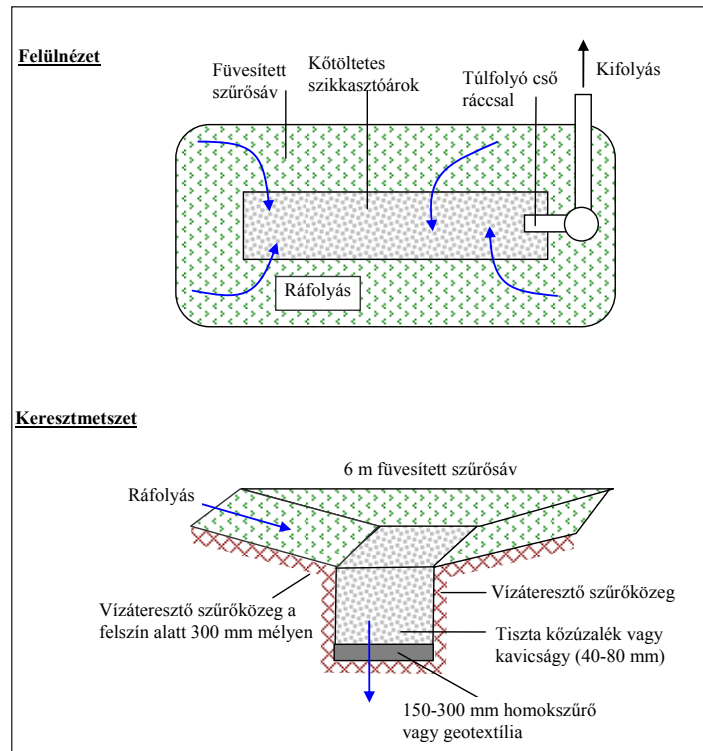 Felülnézet
Füvesített
szűrősáv
Kőtöltetes
szikkasztóárok
Túlfolyó cső
ráccsal
Kifolyás
Ráfolyás
Keresztmetszet
6 m füvesített szűrősáv
Ráfolyás
Vízáteresztő szűrőközeg a
felszín alatt 300 mm mélyen
Vízáteresztő szűrőközeg
Tiszta kőzúzalék vagy
kavicságy (40-80 mm)
150-300 mm homokszűrő
vagy geotextília